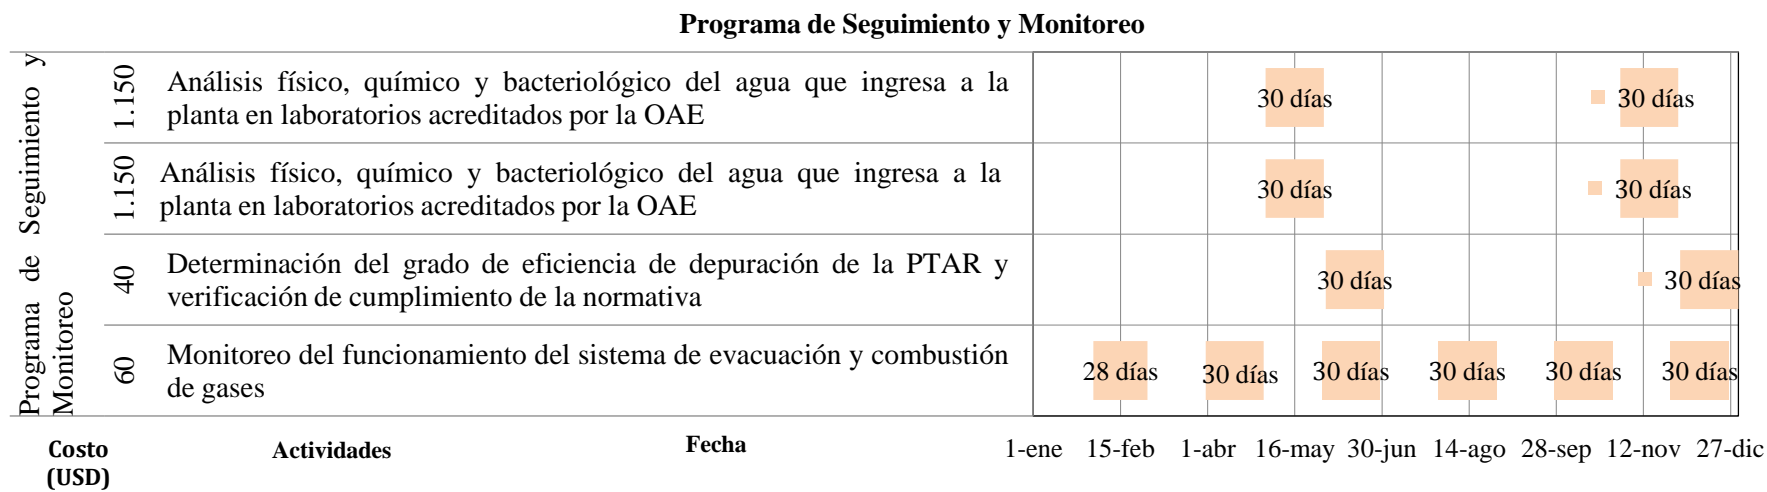 Programa de Seguimiento y Monitoreo
Programa de Seguimiento y
Monitoreo
1.150
Análisis físico, químico y bacteriológico del agua que ingresa a la
planta en laboratorios acreditados por la OAE
30 días
30 días
1.150
Análisis físico, químico y bacteriológico del agua que ingresa a la
planta en laboratorios acreditados por la OAE
30 días
30 días
40
Determinación del grado de eficiencia de depuración de la PTAR y
verificación de cumplimiento de la normativa
30 días
30 días
60
Monitoreo del funcionamiento del sistema de evacuación y combustión
de gases
28 días
30 días
30 días
30 días
30 días
30 días
Costo
(USD)
Actividades
Fecha
1-ene 15-feb 1-abr 16-may 30-jun 14-ago 28-sep 12-nov 27-dic